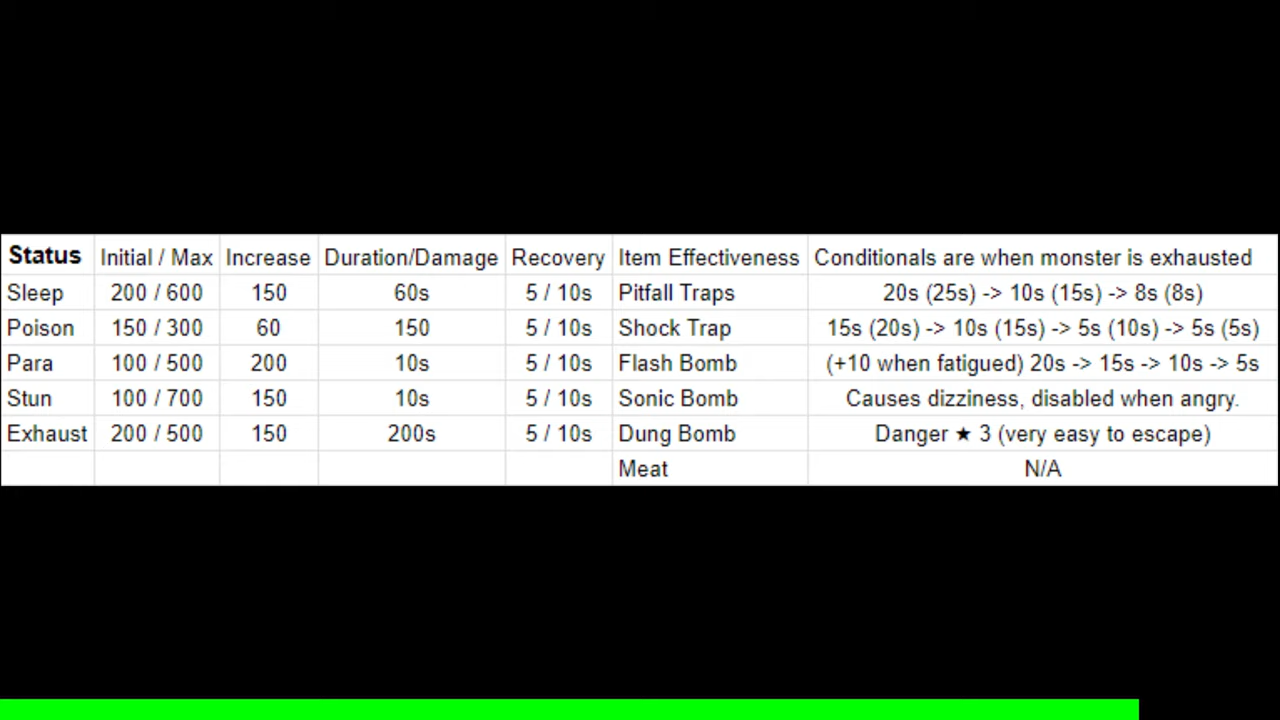 Status Initial / Max Increase Duration/Damage Recovery Item Effectiveness Conditionals are when monster is exhausted
Sleep 200 / 600 150 60s 5 / 10s Pitfall Traps 20s (25s) -> 10s (15s) -> 8s (8s)
Poison 150 / 300 60 150 5 / 10s Shock Trap 15s (20s) -> 10s (15s) -> 5s (10s) -> 5s (5s)
Para 100 / 500 200 10s 5 / 10s Flash Bomb (+10 when fatigued) 20s -> 15s -> 10s -> 5s
Stun 100 / 700 150 10s 5 / 10s Sonic Bomb Causes dizziness, disabled when angry.
Exhaust 200 / 500 150 200s 5 / 10s Dung Bomb Danger ★ 3 (very easy to escape)
Meat N/A